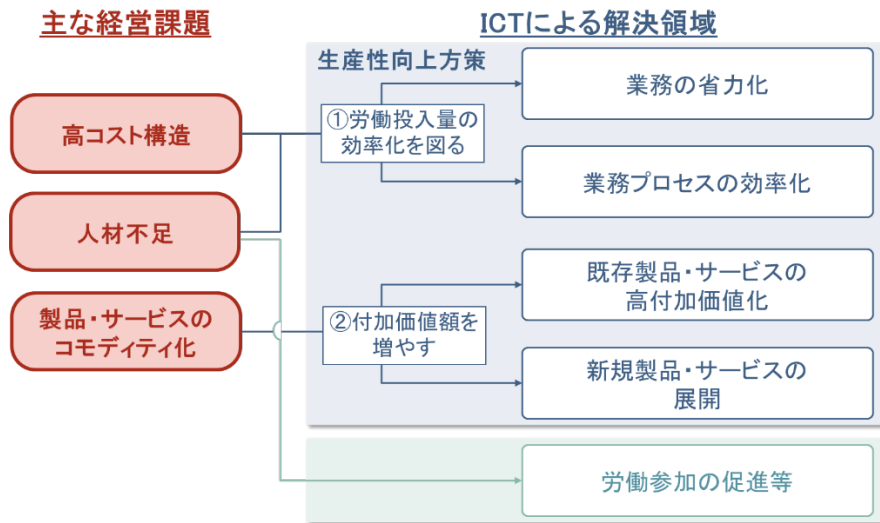 主な経営課題
ICTによる解決領域
生産性向上方策
高コスト構造
人材不足
製品・サービスの
コモディティ化
①労働投入量の
効率化を図る
②付加価値額を
増やす
業務の省力化
業務プロセスの効率化
既存製品・サービスの
高付加価値化
新規製品・サービスの
展開
労働参加の促進等